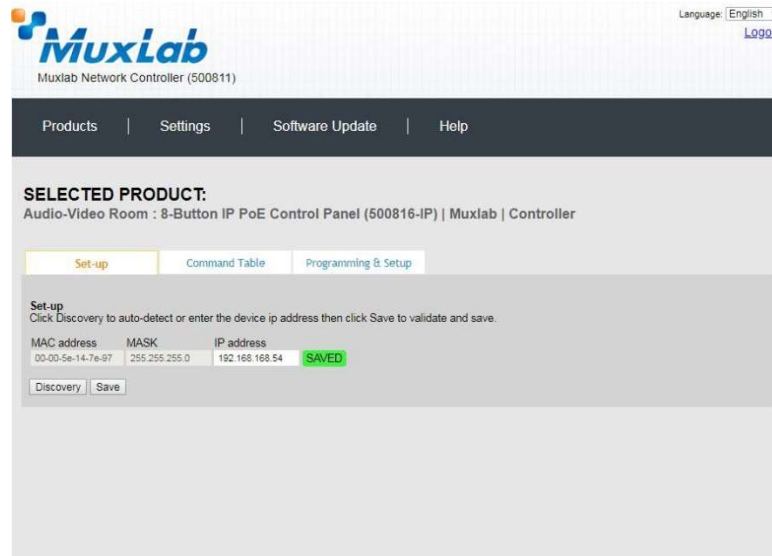 Language: English
Logo
MuxLab
Muxlab Network Controller (500811)
Products | Settings | Software Update | Help
SELECTED PRODUCT:
Audio-Video Room : 8-Button IP PoE Control Panel (500816-IP) | Muxlab | Controller
Set-up Command Table Programming & Setup
Set-up
Click Discovery to auto-detect or enter the device ip address then click Save to validate and save.
MAC address MASK IP address
00-00-5e-14-7e-97 255.255.255.0 192.168.168.54 SAVED
Discovery Save